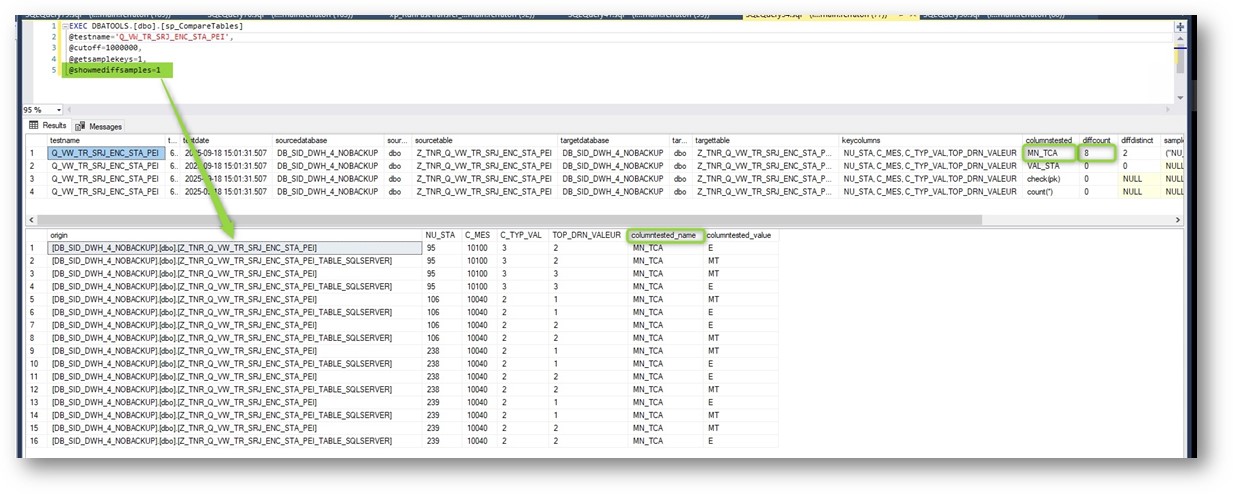 1 EXEC DBATOOLS.[dbo].[sp_CompareTables]
2 @testname='Q_VW_TR_SRJ_ENC_STA_PEI',
3 @cutoff=1000000,
4 @getsamplekeys=1,
5 @showmediffsamples=1
95 %
Results Messages
testname t... testdate sourcedatabase sour... sourcetable targetdatabase tar... targettable keycolumns columntested diffcount diffdistinct sampl
1 Q_VW_TR_SRJ_ENC_STA_PEI 6... 2025-09-18 15:01:31.507 DB_SID_DWH_4_NOBACKUP dbo Z_TNR_Q_VW_TR_SRJ_ENC_STA_PEI DB_SID_DWH_4_NOBACKUP dbo Z_TNR_Q_VW_TR_SRJ_ENC_STA_P... NU_STA, C_MES, C_TYP_VAL,TOP_DRN_VALEUR MN_TCA 8 2 {"NU_
2 Q_VW_TR_SRJ_ENC_STA_PEI 6... 2025-09-18 15:01:31.507 DB_SID_DWH_4_NOBACKUP dbo Z_TNR_Q_VW_TR_SRJ_ENC_STA_PEI DB_SID_DWH_4_NOBACKUP dbo Z_TNR_Q_VW_TR_SRJ_ENC_STA_P... NU_STA, C_MES, C_TYP_VAL,TOP_DRN_VALEUR VAL_STA 0 0 NULL
3 Q_VW_TR_SRJ_ENC_STA_PEI 6... 2025-09-18 15:01:31.507 DB_SID_DWH_4_NOBACKUP dbo Z_TNR_Q_VW_TR_SRJ_ENC_STA_PEI DB_SID_DWH_4_NOBACKUP dbo Z_TNR_Q_VW_TR_SRJ_ENC_STA_P... NU_STA, C_MES, C_TYP_VAL,TOP_DRN_VALEUR check(pk) 0 NULL NULL
4 Q_VW_TR_SRJ_ENC_STA_PEI 6... 2025-09-18 15:01:31.507 DB_SID_DWH_4_NOBACKUP dbo Z_TNR_Q_VW_TR_SRJ_ENC_STA_PEI DB_SID_DWH_4_NOBACKUP dbo Z_TNR_Q_VW_TR_SRJ_ENC_STA_P... NU_STA, C_MES, C_TYP_VAL,TOP_DRN_VALEUR count(*) 0 NULL NULL
origin NU_STA C_MES C_TYP_VAL TOP_DRN_VALEUR columntested_name columntested_value
1 [DB_SID_DWH_4_NOBACKUP].[dbo].[Z_TNR_Q_VW_TR_SRJ_ENC_STA_PEI] 95 10100 3 2 MN_TCA E
2 [DB_SID_DWH_4_NOBACKUP].[dbo].[Z_TNR_Q_VW_TR_SRJ_ENC_STA_PEI_TABLE_SQLSERVER] 95 10100 3 2 MN_TCA MT
3 [DB_SID_DWH_4_NOBACKUP].[dbo].[Z_TNR_Q_VW_TR_SRJ_ENC_STA_PEI] 95 10100 3 3 MN_TCA MT
4 [DB_SID_DWH_4_NOBACKUP].[dbo].[Z_TNR_Q_VW_TR_SRJ_ENC_STA_PEI_TABLE_SQLSERVER] 95 10100 3 3 MN_TCA E
5 [DB_SID_DWH_4_NOBACKUP].[dbo].[Z_TNR_Q_VW_TR_SRJ_ENC_STA_PEI] 106 10040 2 1 MN_TCA MT
6 [DB_SID_DWH_4_NOBACKUP].[dbo].[Z_TNR_Q_VW_TR_SRJ_ENC_STA_PEI_TABLE_SQLSERVER] 106 10040 2 1 MN_TCA E
7 [DB_SID_DWH_4_NOBACKUP].[dbo].[Z_TNR_Q_VW_TR_SRJ_ENC_STA_PEI] 106 10040 2 2 MN_TCA E
8 [DB_SID_DWH_4_NOBACKUP].[dbo].[Z_TNR_Q_VW_TR_SRJ_ENC_STA_PEI_TABLE_SQLSERVER] 106 10040 2 2 MN_TCA MT
9 [DB_SID_DWH_4_NOBACKUP].[dbo].[Z_TNR_Q_VW_TR_SRJ_ENC_STA_PEI] 238 10040 2 1 MN_TCA MT
10 [DB_SID_DWH_4_NOBACKUP].[dbo].[Z_TNR_Q_VW_TR_SRJ_ENC_STA_PEI_TABLE_SQLSERVER] 238 10040 2 1 MN_TCA E
11 [DB_SID_DWH_4_NOBACKUP].[dbo].[Z_TNR_Q_VW_TR_SRJ_ENC_STA_PEI] 238 10040 2 2 MN_TCA E
12 [DB_SID_DWH_4_NOBACKUP].[dbo].[Z_TNR_Q_VW_TR_SRJ_ENC_STA_PEI_TABLE_SQLSERVER] 238 10040 2 2 MN_TCA MT
13 [DB_SID_DWH_4_NOBACKUP].[dbo].[Z_TNR_Q_VW_TR_SRJ_ENC_STA_PEI] 239 10040 2 1 MN_TCA E
14 [DB_SID_DWH_4_NOBACKUP].[dbo].[Z_TNR_Q_VW_TR_SRJ_ENC_STA_PEI_TABLE_SQLSERVER] 239 10040 2 1 MN_TCA MT
15 [DB_SID_DWH_4_NOBACKUP].[dbo].[Z_TNR_Q_VW_TR_SRJ_ENC_STA_PEI] 239 10040 2 2 MN_TCA MT
16 [DB_SID_DWH_4_NOBACKUP].[dbo].[Z_TNR_Q_VW_TR_SRJ_ENC_STA_PEI_TABLE_SQLSERVER] 239 10040 2 2 MN_TCA E